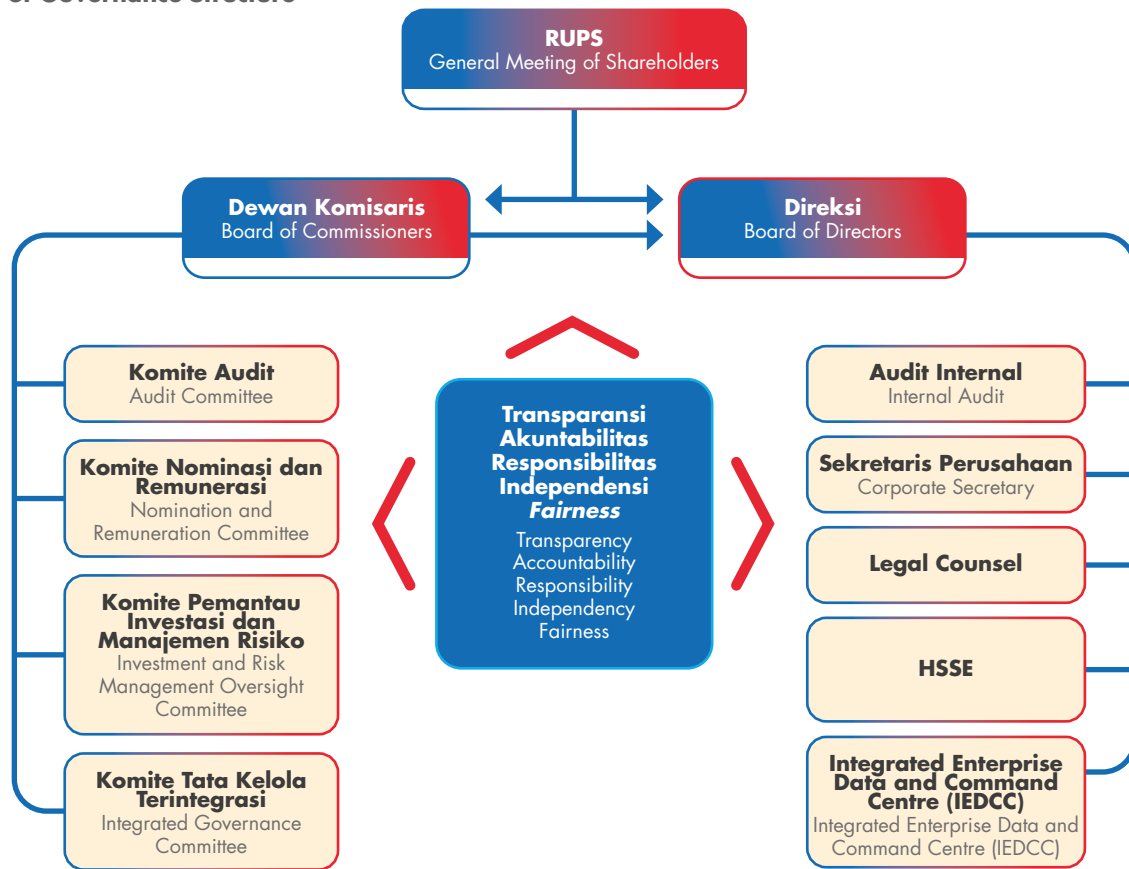 of Governance Structure
RUPS
General Meeting of Shareholders
Dewan Komisaris
Board of Commissioners
Direksi
Board of Directors
Komite Audit
Audit Committee
Komite Nominasi dan
Remunerasi
Nomination and
Remuneration Committee
Komite Pemantau
Investasi dan
Manajemen Risiko
Investment and Risk
Management Oversight
Committee
Komite Tata Kelola
Terintegrasi
Integrated Governance
Committee
Transparansi
Akuntabilitas
Responsibilitas
Independensi
Fairness
Transparency
Accountability
Responsibility
Independency
Fairness
Audit Internal
Internal Audit
Sekretaris Perusahaan
Corporate Secretary
Legal Counsel
HSSE
Integrated Enterprise
Data and Command
Centre (IEDCC)
Integrated Enterprise Data and
Command Centre (IEDCC)